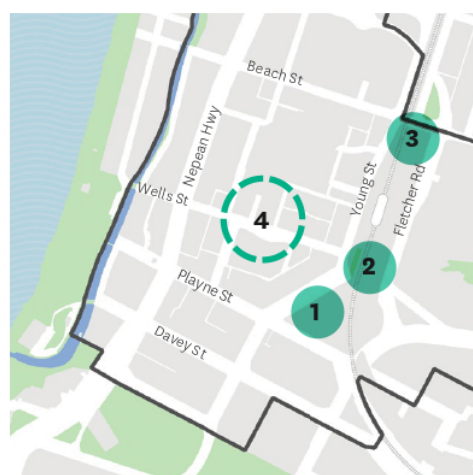 Beach St
Nepean Hwy
3
Wells St
Young St
Fletcher Rd
4
2
Playne St
1
Davey St